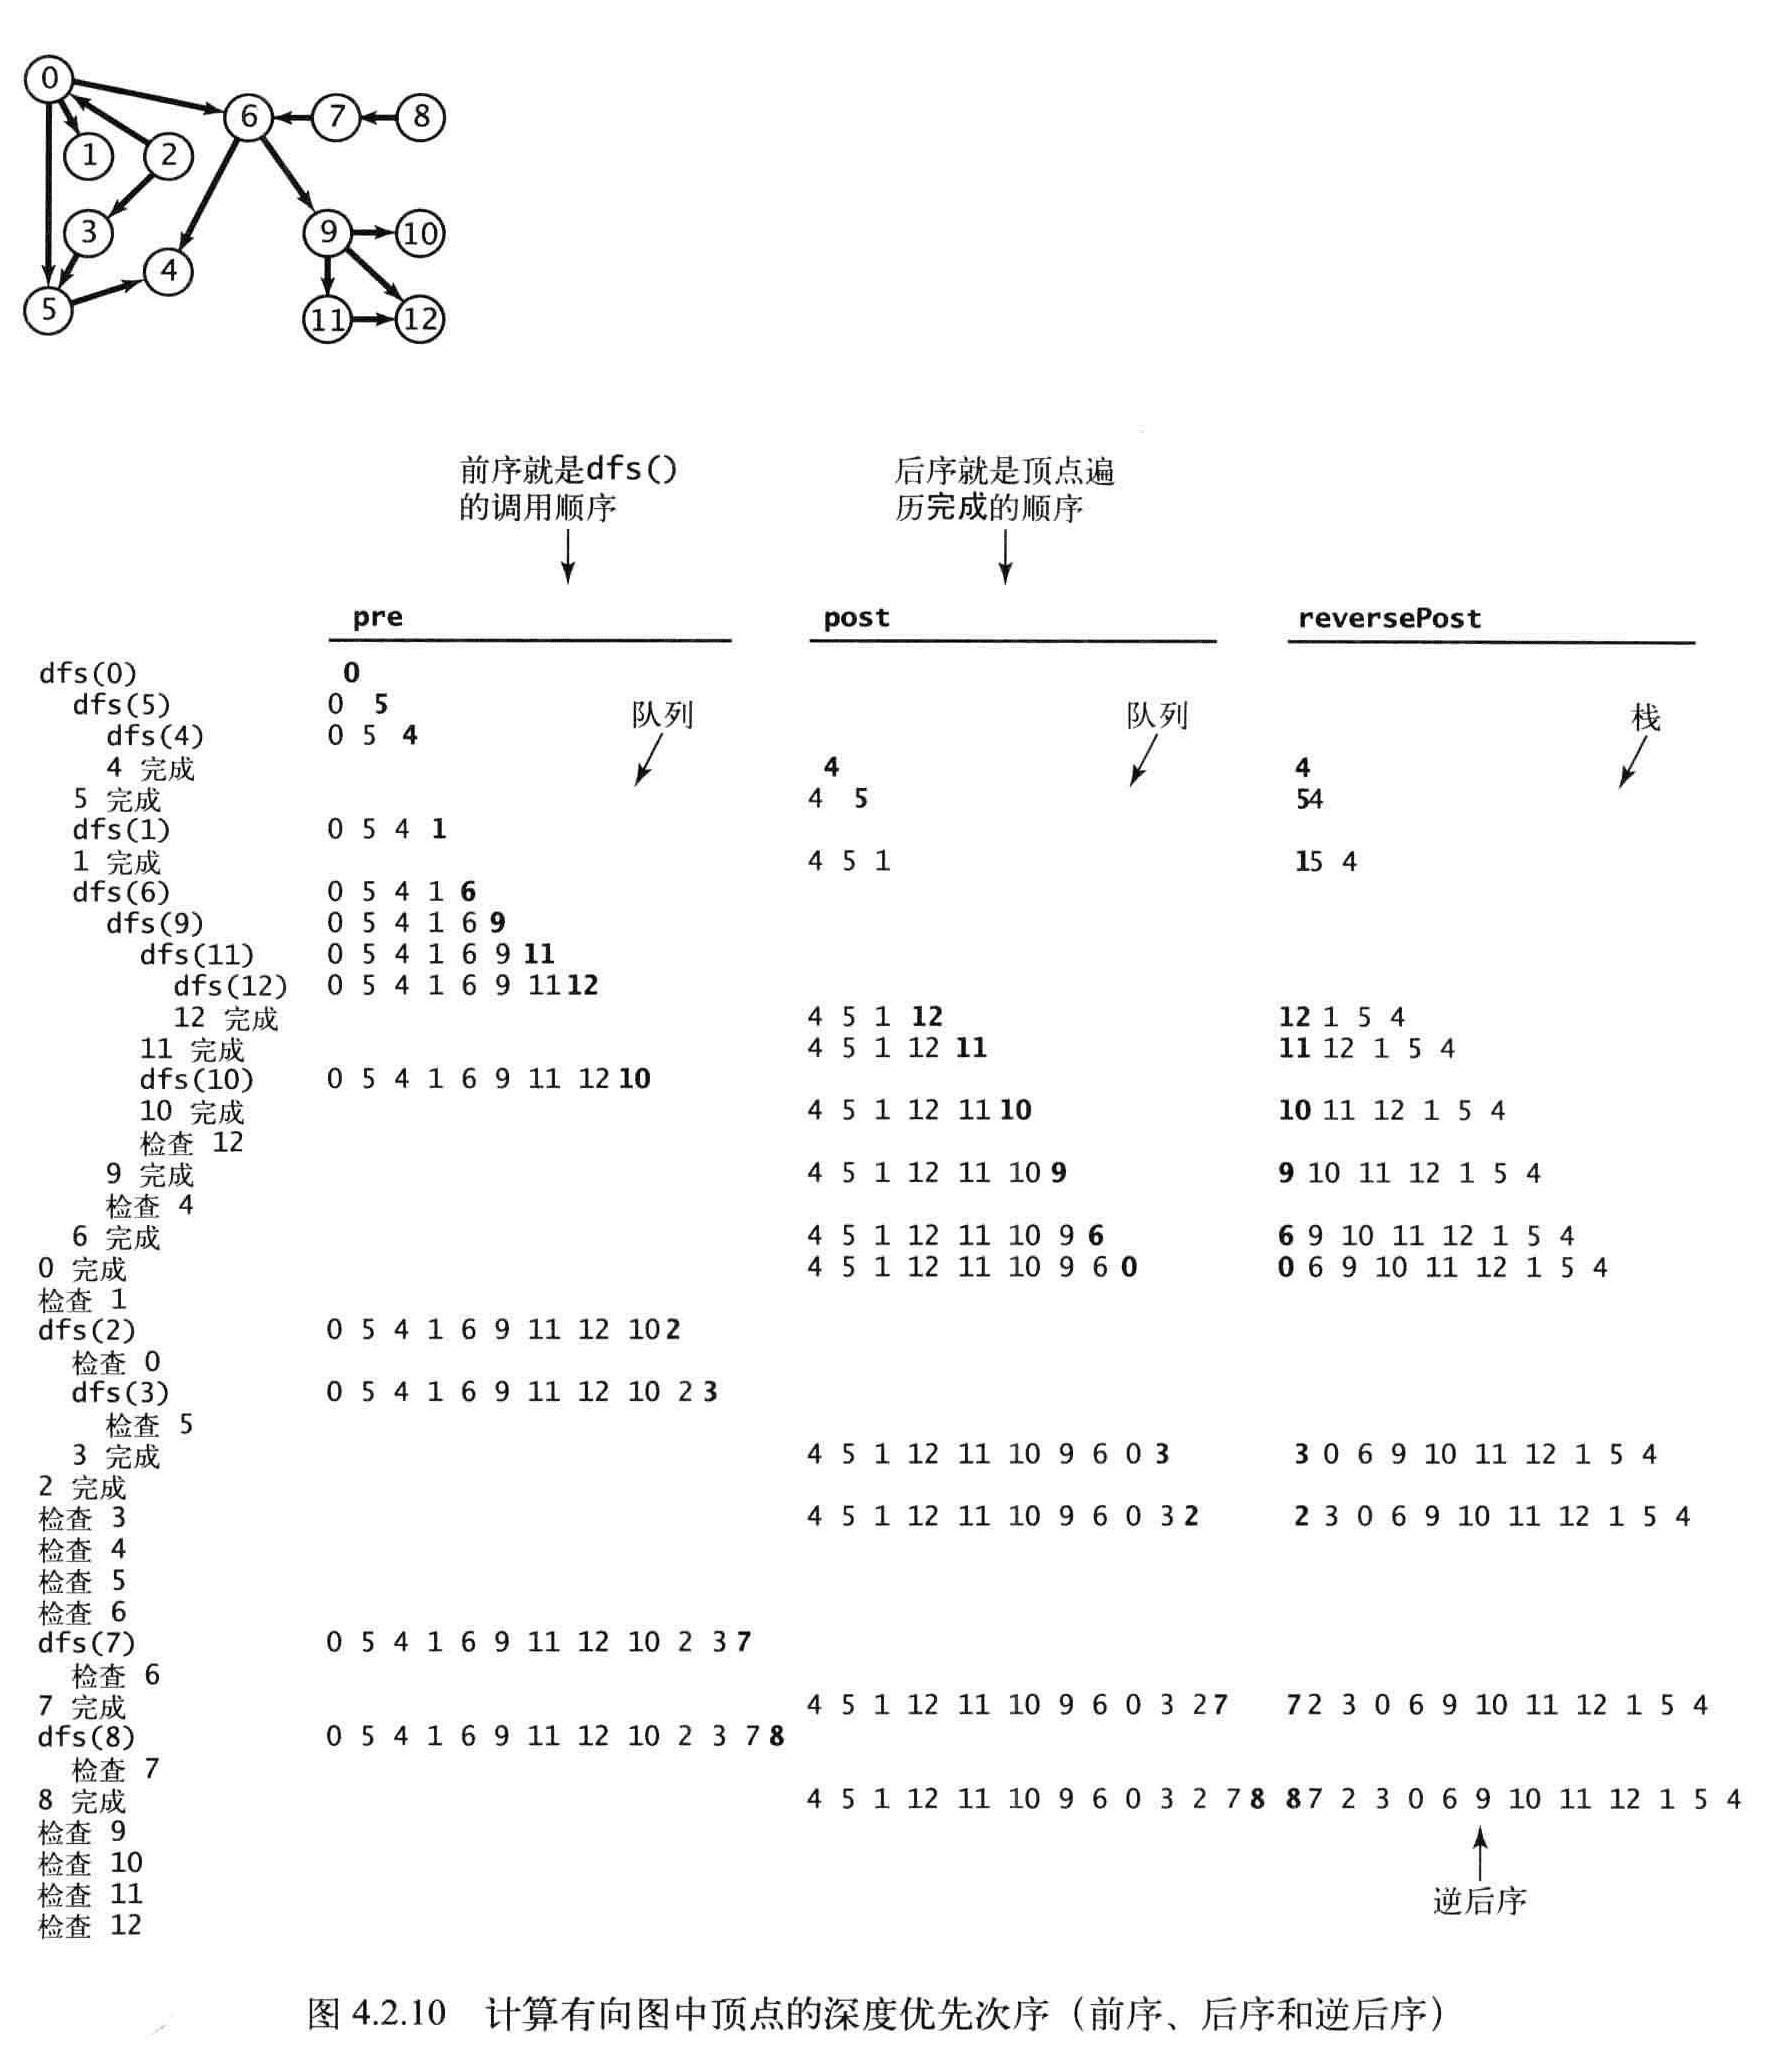 0
6
7
8
1
2
3
9
10
4
5
11
12
前序就是dfs()
的调用顺序
后序就是顶点遍
历完成的顺序
pre
post
reversePost
dfs(0) 0
dfs(5) 0 5
队列
队列
栈
dfs(4) 0 5 4
4 完成 4 4
5 完成 4 5 54
dfs(1) 0 5 4 1
1 完成 4 5 1 15 4
dfs(6) 0 5 4 1 6
dfs(9) 0 5 4 1 6 9
dfs(11) 0 5 4 1 6 9 11
dfs(12) 0 5 4 1 6 9 11 12
12 完成 4 5 1 12 12 1 5 4
11 完成 4 5 1 12 11 11 12 1 5 4
dfs(10) 0 5 4 1 6 9 11 12 10
10 完成 4 5 1 12 11 10 10 11 12 1 5 4
检查 12
9 完成 4 5 1 12 11 10 9 9 10 11 12 1 5 4
检查 4
6 完成 4 5 1 12 11 10 9 6 6 9 10 11 12 1 5 4
0 完成 4 5 1 12 11 10 9 6 0 0 6 9 10 11 12 1 5 4
检查 1
dfs(2) 0 5 4 1 6 9 11 12 10 2
检查 0
dfs(3) 0 5 4 1 6 9 11 12 10 2 3
检查 5
3 完成 4 5 1 12 11 10 9 6 0 3 3 0 6 9 10 11 12 1 5 4
2 完成
检查 3 4 5 1 12 11 10 9 6 0 3 2 2 3 0 6 9 10 11 12 1 5 4
检查 4
检查 5
检查 6
dfs(7) 0 5 4 1 6 9 11 12 10 2 3 7
检查 6
7 完成 4 5 1 12 11 10 9 6 0 3 2 7 7 2 3 0 6 9 10 11 12 1 5 4
dfs(8) 0 5 4 1 6 9 11 12 10 2 3 7 8
检查 7
8 完成 4 5 1 12 11 10 9 6 0 3 2 7 8 8 7 2 3 0 6 9 10 11 12 1 5 4
检查 9
检查 10
检查 11
检查 12
逆后序
图 4.2.10 计算有向图中顶点的深度优先次序（前序、后序和逆后序）